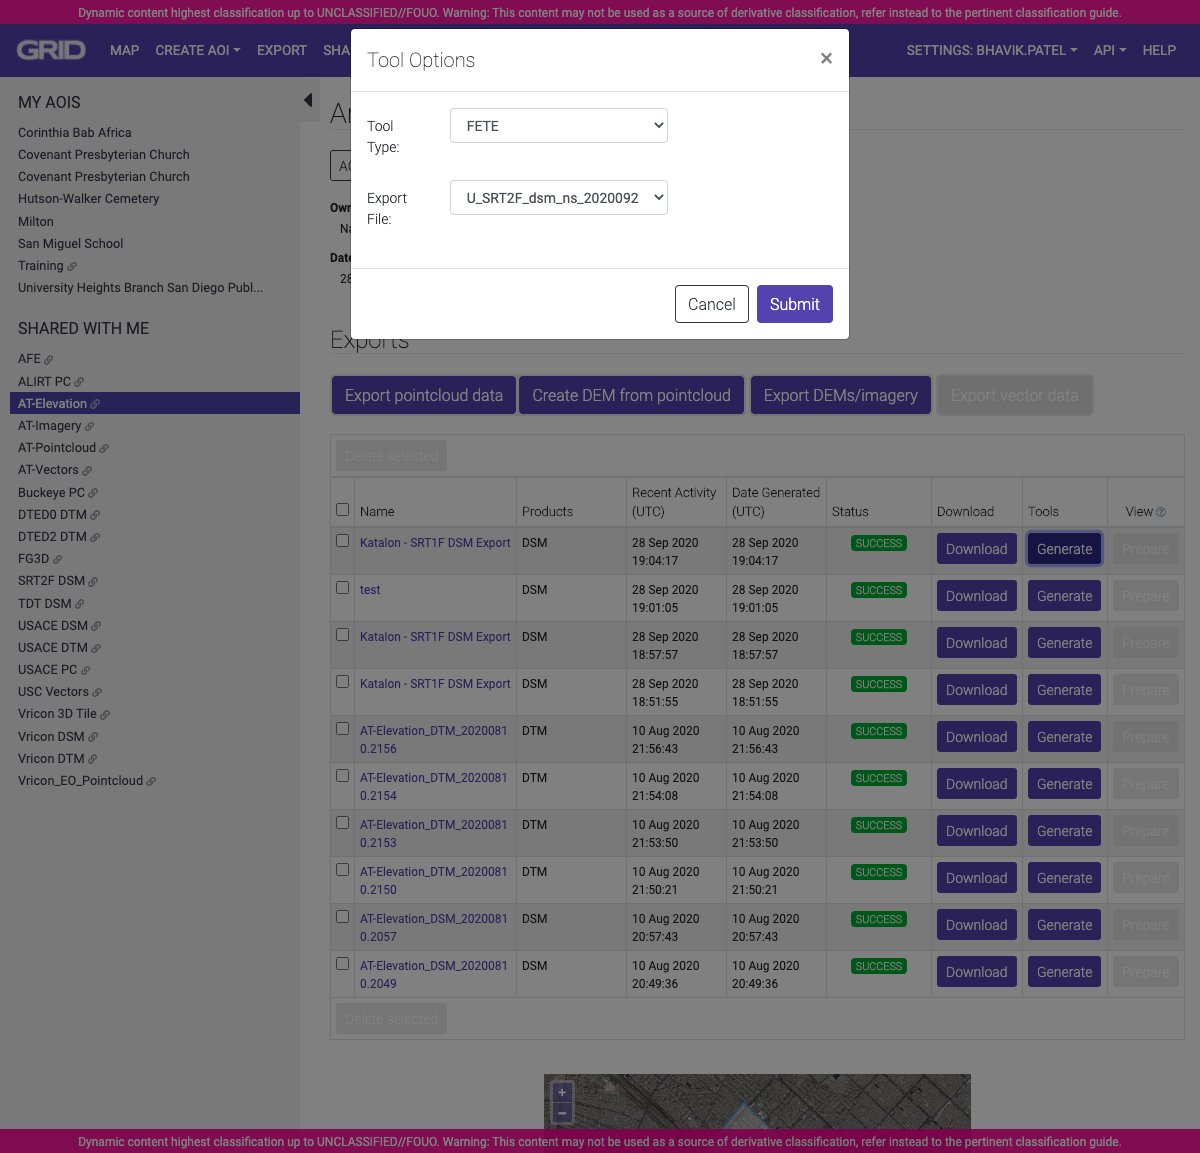 Dynamic content highest classification up to UNCLASSIFIED//FOUO. Warning: This content may not be used as a source of derivative classification, refer instead to the pertinent classification guide.
GRID MAP CREATE AOI EXPORT SHA SETTINGS: BHAVIK.PATEL API HELP
Tool Options ×
Tool Type: FETE
Export File: U_SRT2F_dsm_ns_2020092
Cancel Submit
MY AOIS
Corinthia Bab Africa
Covenant Presbyterian Church
Covenant Presbyterian Church
Hutson-Walker Cemetery
Milton
San Miguel School
Training
University Heights Branch San Diego Publ...
SHARED WITH ME
AFE
ALIRT PC
AT-Elevation
AT-Imagery
AT-Pointcloud
AT-Vectors
Buckeye PC
DTED0 DTM
DTED2 DTM
FG3D
SRT2F DSM
TDT DSM
USACE DSM
USACE DTM
USACE PC
USC Vectors
Vricon 3D Tile
Vricon DSM
Vricon DTM
Vricon_EO_Pointcloud
Own
Na
Date
28
Exports
Export pointcloud data Create DEM from pointcloud Export DEMs/imagery Export vector data
Delete selected
Name Products Recent Activity (UTC) Date Generated (UTC) Status Download Tools View
Katalon - SRT1F DSM Export DSM 28 Sep 2020 19:04:17 28 Sep 2020 19:04:17 SUCCESS Download Generate Prepare
test DSM 28 Sep 2020 19:01:05 28 Sep 2020 19:01:05 SUCCESS Download Generate Prepare
Katalon - SRT1F DSM Export DSM 28 Sep 2020 18:57:57 28 Sep 2020 18:57:57 SUCCESS Download Generate Prepare
Katalon - SRT1F DSM Export DSM 28 Sep 2020 18:51:55 28 Sep 2020 18:51:55 SUCCESS Download Generate Prepare
AT-Elevation_DTM_20200810.2156 DTM 10 Aug 2020 21:56:43 10 Aug 2020 21:56:43 SUCCESS Download Generate Prepare
AT-Elevation_DTM_20200810.2154 DTM 10 Aug 2020 21:54:08 10 Aug 2020 21:54:08 SUCCESS Download Generate Prepare
AT-Elevation_DTM_20200810.2153 DTM 10 Aug 2020 21:53:50 10 Aug 2020 21:53:50 SUCCESS Download Generate Prepare
AT-Elevation_DTM_20200810.2150 DTM 10 Aug 2020 21:50:21 10 Aug 2020 21:50:21 SUCCESS Download Generate Prepare
AT-Elevation_DSM_20200810.2057 DSM 10 Aug 2020 20:57:43 10 Aug 2020 20:57:43 SUCCESS Download Generate Prepare
AT-Elevation_DSM_20200810.2049 DSM 10 Aug 2020 20:49:36 10 Aug 2020 20:49:36 SUCCESS Download Generate Prepare
Delete selected
+
−
Dynamic content highest classification up to UNCLASSIFIED//FOUO. Warning: This content may not be used as a source of derivative classification, refer instead to the pertinent classification guide.